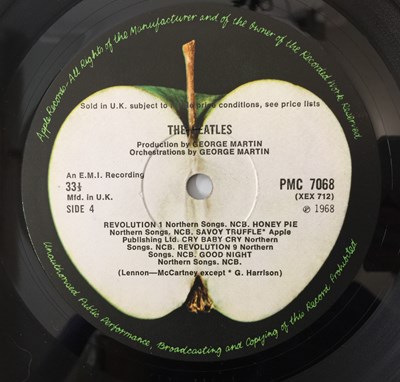 Apple Records—All Rights of the Manufacturer and of the Owner of the Recorded Work Reserved
Sold in U.K. subject to price conditions, see price lists
THE BEATLES
Production by GEORGE MARTIN
Orchestrations by GEORGE MARTIN
An E.M.I. Recording
33⅓
Mfd. in U.K.
SIDE 4
PMC 7068
(XEX 712)
℗ 1968
REVOLUTION 1 Northern Songs. NCB. HONEY PIE
Northern Songs, NCB. SAVOY TRUFFLE* Apple
Publishing Ltd. CRY BABY CRY Northern
Songs. NCB. REVOLUTION 9 Northern
Songs. NCB. GOOD NIGHT
Northern Songs. NCB.
(Lennon—McCartney except * G. Harrison)
Unauthorised Public Performance, Broadcasting and Copying of this Record Prohibited